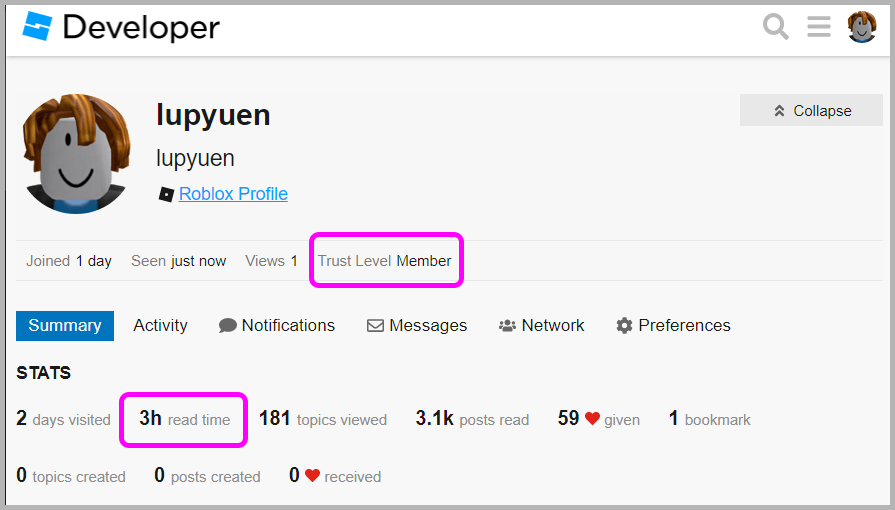 Developer
lupyuen
Collapse
lupyuen
Roblox Profile
Joined 1 day Seen just now Views 1 Trust Level Member
Summary Activity Notifications Messages Network Preferences
STATS
2 days visited 3h read time 181 topics viewed 3.1k posts read 59 given 1 bookmark
0 topics created 0 posts created 0 received